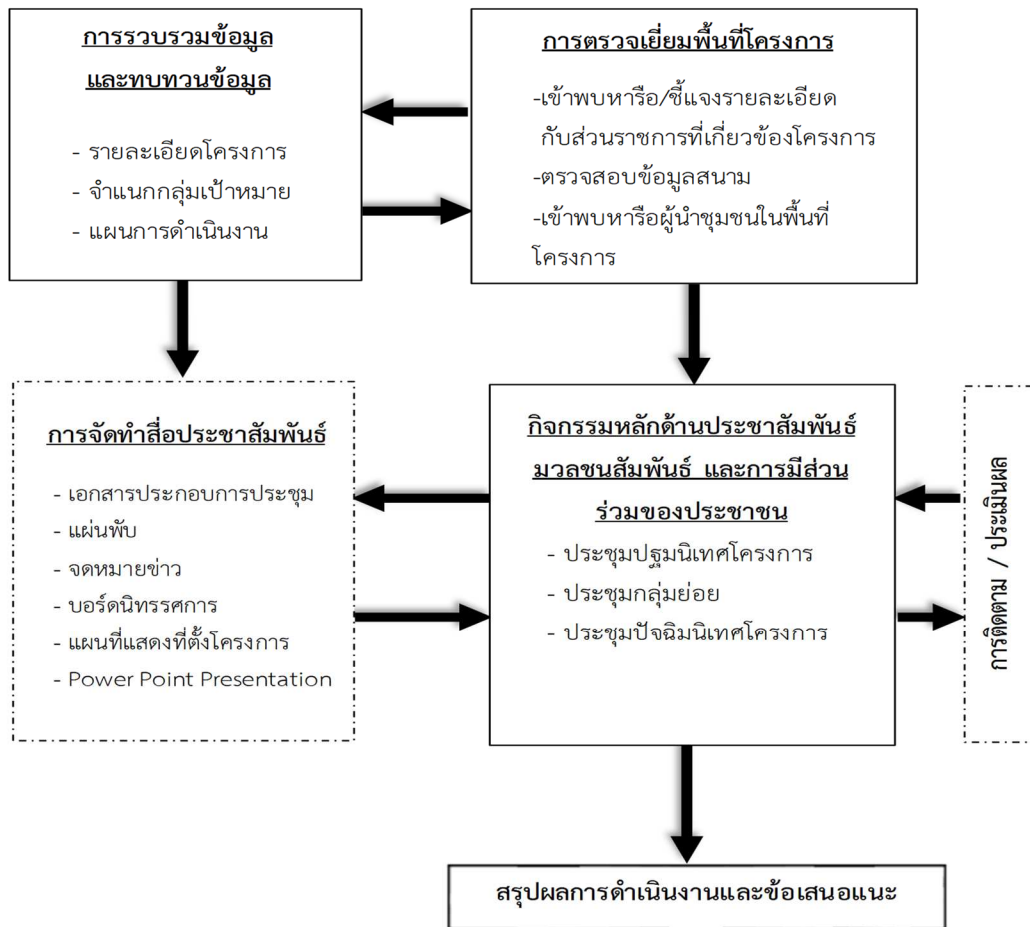 การรวบรวมข้อมูล
และทบทวนข้อมูล
- รายละเอียดโครงการ
- จำแนกกลุ่มเป้าหมาย
- แผนการดำเนินงาน
การตรวจเยี่ยมพื้นที่โครงการ
-เข้าพบหารือ/ชี้แจงรายละเอียด
กับส่วนราชการที่เกี่ยวข้องโครงการ
-ตรวจสอบข้อมูลสนาม
-เข้าพบหารือผู้นำชุมชนในพื้นที่
โครงการ
การจัดทำสื่อประชาสัมพันธ์
- เอกสารประกอบการประชุม
- แผ่นพับ
- จดหมายข่าว
- บอร์ดนิทรรศการ
- แผนที่แสดงที่ตั้งโครงการ
- Power Point Presentation
กิจกรรมหลักด้านประชาสัมพันธ์
มวลชนสัมพันธ์ และการมีส่วน
ร่วมของประชาชน
- ประชุมปฐมนิเทศโครงการ
- ประชุมกลุ่มย่อย
- ประชุมปัจฉิมนิเทศโครงการ
การติดตาม / ประเมินผล
สรุปผลการดำเนินงานและข้อเสนอแนะ